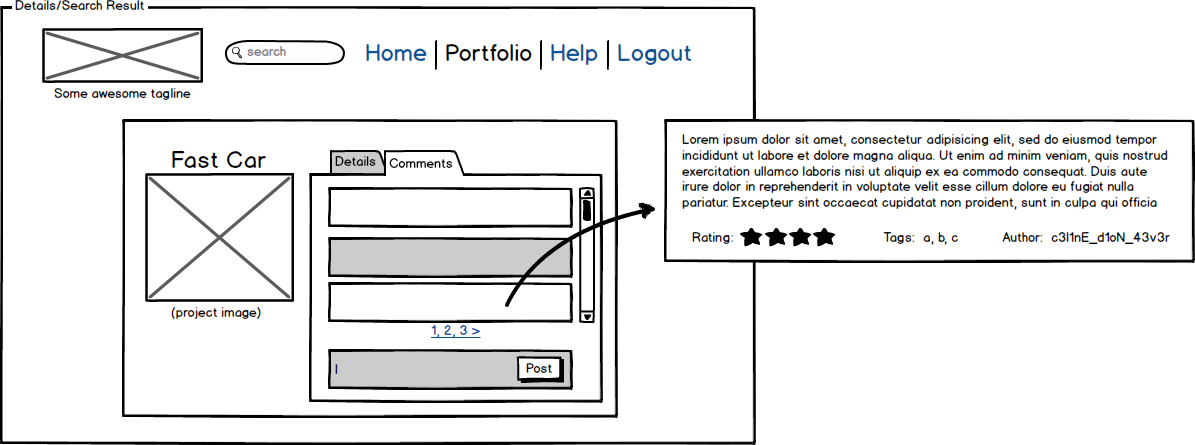 Details/Search Result
search
Home Portfolio Help Logout
Some awesome tagline
Fast Car
Details Comments
(project image)
1, 2, 3 >
Post
Lorem ipsum dolor sit amet, consectetur adipisicing elit, sed do eiusmod tempor
incididunt ut labore et dolore magna aliqua. Ut enim ad minim veniam, quis nostrud
exercitation ullamco laboris nisi ut aliquip ex ea commodo consequat. Duis aute
irure dolor in reprehenderit in voluptate velit esse cillum dolore eu fugiat nulla
pariatur. Excepteur sint occaecat cupidatat non proident, sunt in culpa qui officia
Rating: Tags: a, b, c Author: c3l1nE_d1oN_43v3r